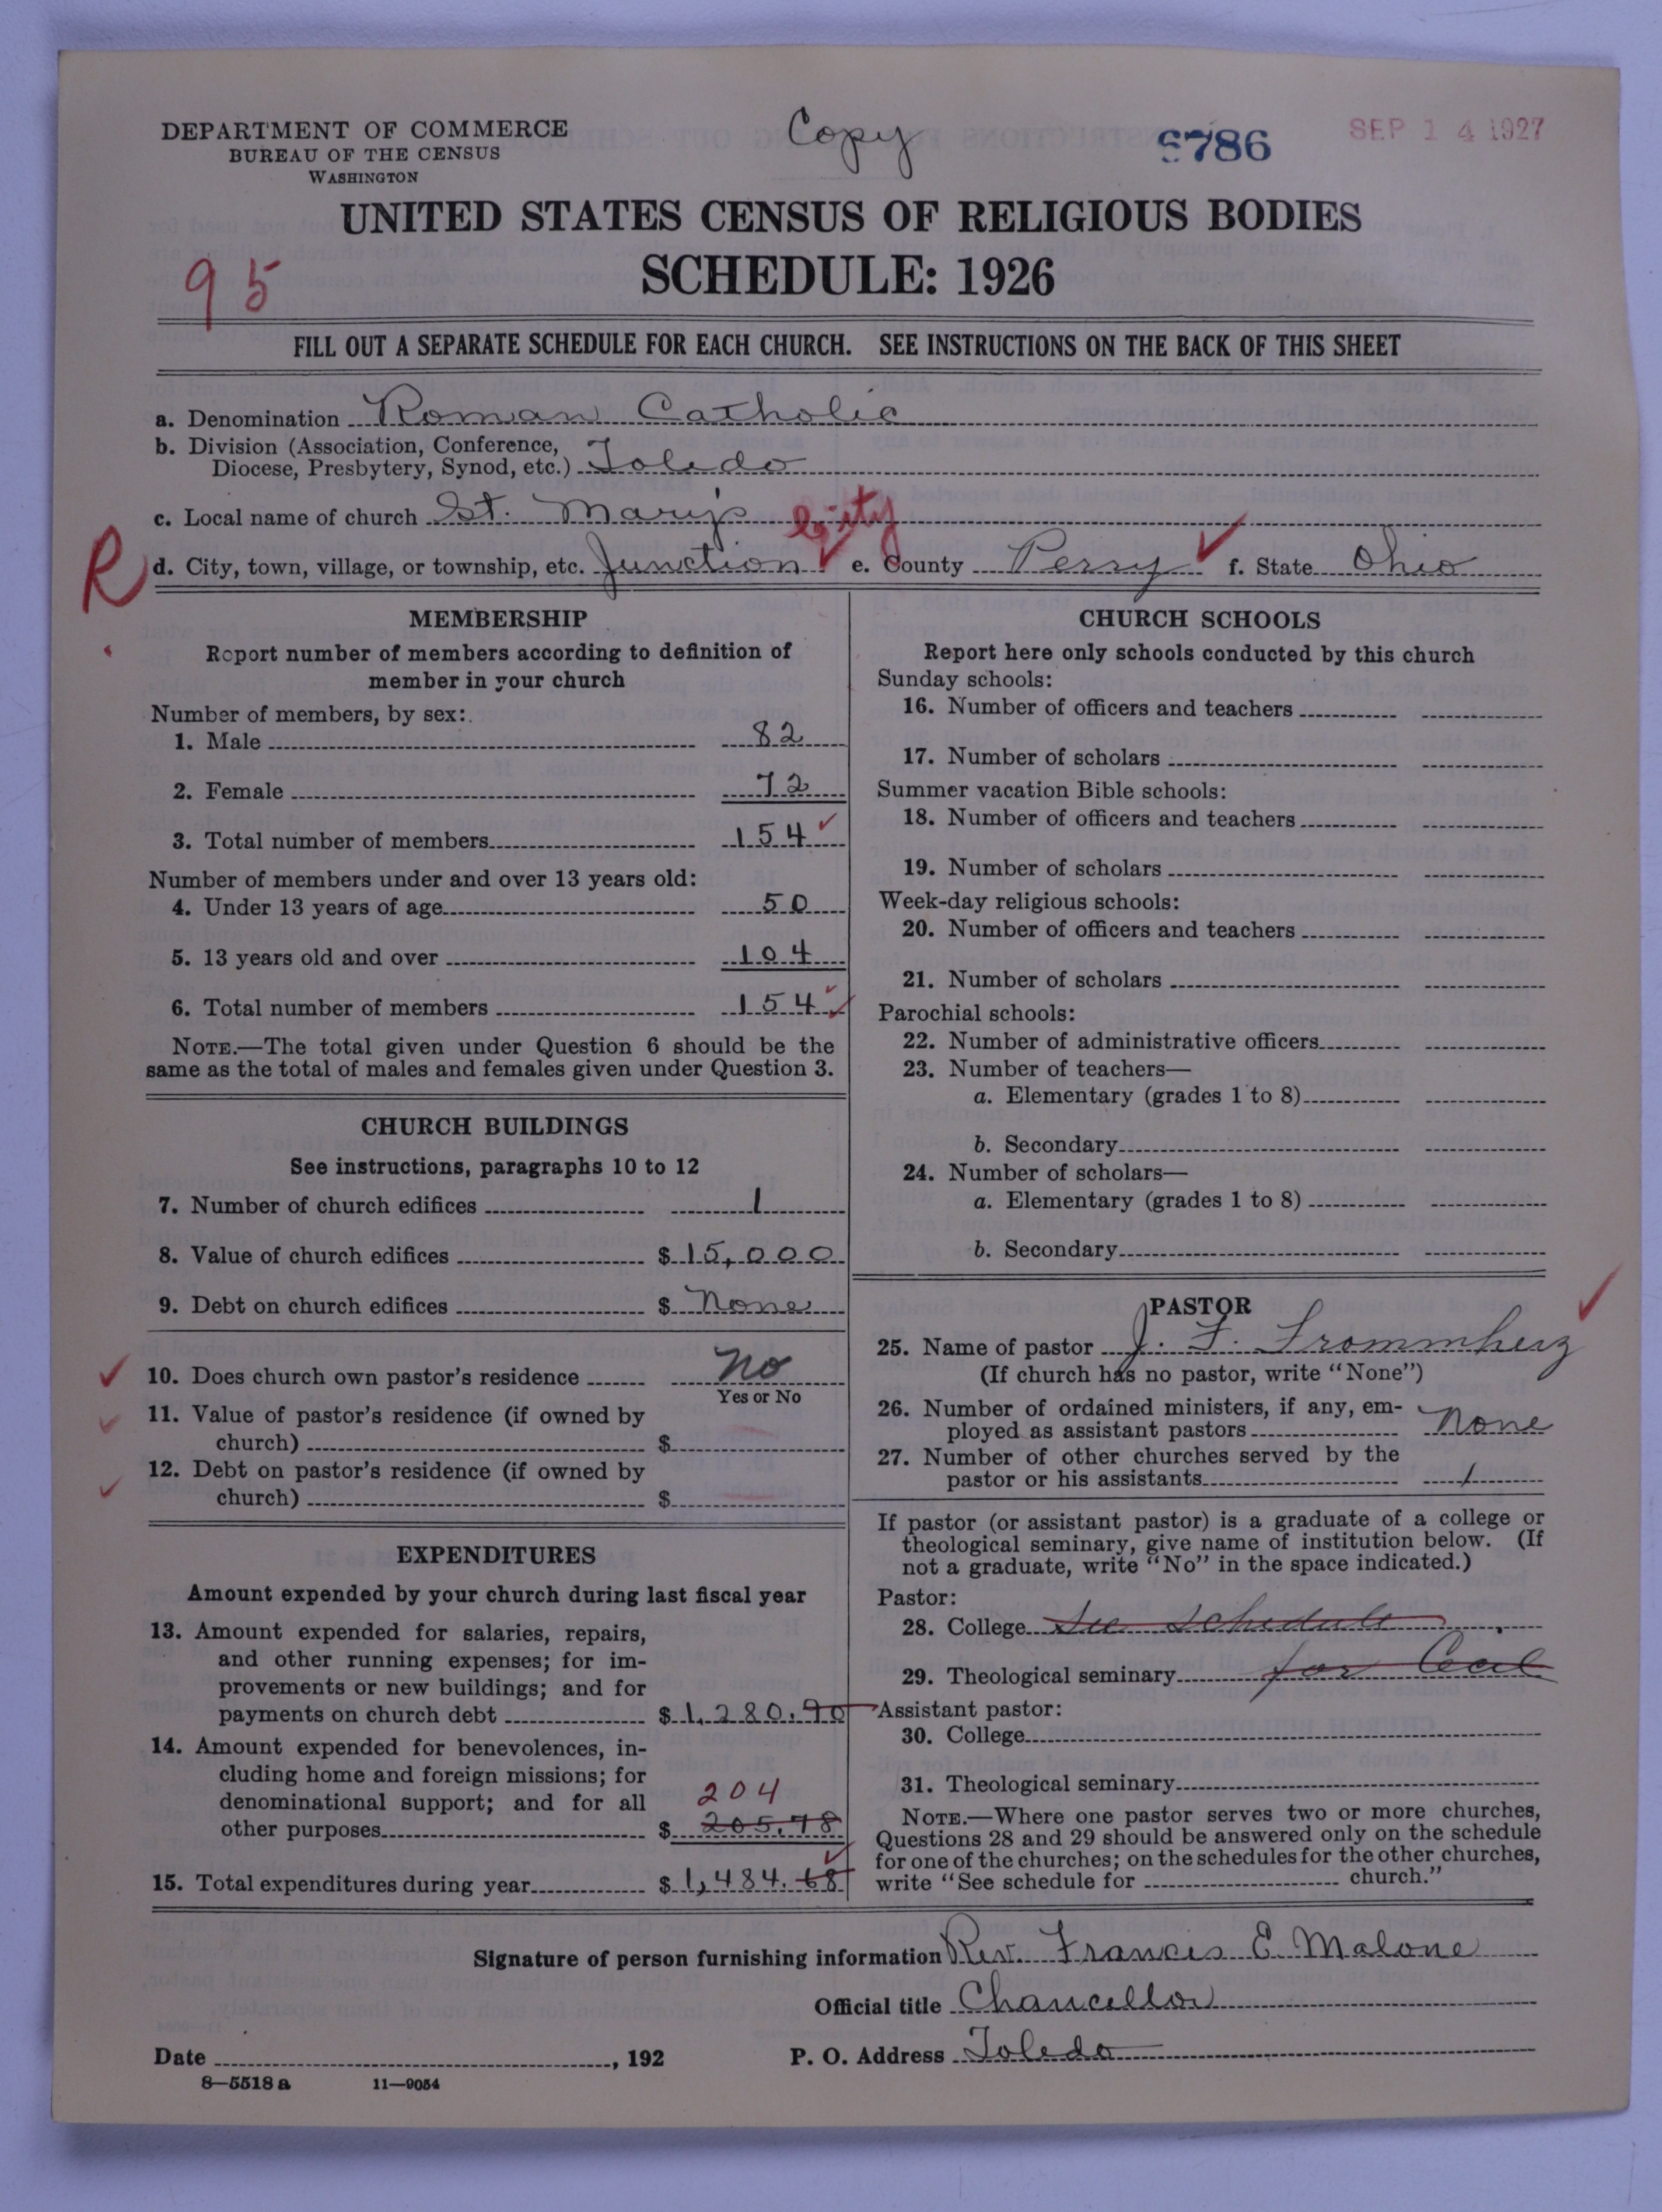 DEPARTMENT OF COMMERCE
BUREAU OF THE CENSUS
WASHINGTON
Copy
6786
SEP 14 1927
UNITED STATES CENSUS OF RELIGIOUS BODIES
SCHEDULE: 1926
95
FILL OUT A SEPARATE SCHEDULE FOR EACH CHURCH. SEE INSTRUCTIONS ON THE BACK OF THIS SHEET
a. Denomination Roman Catholic
b. Division (Association, Conference,
Diocese, Presbytery, Synod, etc.) Toledo
c. Local name of church St. Mary's
R
d. City, town, village, or township, etc. Junction e. County Perry f. State Ohio
MEMBERSHIP
Report number of members according to definition of
member in your church
Number of members, by sex:
1. Male 82
2. Female 72
3. Total number of members 154
Number of members under and over 13 years old:
4. Under 13 years of age 50
5. 13 years old and over 104
6. Total number of members 154
NOTE.—The total given under Question 6 should be the
same as the total of males and females given under Question 3.
CHURCH BUILDINGS
See instructions, paragraphs 10 to 12
7. Number of church edifices 1
8. Value of church edifices $ 15,000
9. Debt on church edifices $ None
10. Does church own pastor's residence No
Yes or No
11. Value of pastor's residence (if owned by
church) $
12. Debt on pastor's residence (if owned by
church) $
EXPENDITURES
Amount expended by your church during last fiscal year
13. Amount expended for salaries, repairs,
and other running expenses; for im-
provements or new buildings; and for
payments on church debt $ 1,280.90
14. Amount expended for benevolences, in-
cluding home and foreign missions; for
denominational support; and for all
204
other purposes $ 205.78
15. Total expenditures during year $ 1,484.68
CHURCH SCHOOLS
Report here only schools conducted by this church
Sunday schools:
16. Number of officers and teachers
17. Number of scholars
Summer vacation Bible schools:
18. Number of officers and teachers
19. Number of scholars
Week-day religious schools:
20. Number of officers and teachers
21. Number of scholars
Parochial schools:
22. Number of administrative officers
23. Number of teachers—
a. Elementary (grades 1 to 8)
b. Secondary
24. Number of scholars—
a. Elementary (grades 1 to 8)
b. Secondary
PASTOR
25. Name of pastor J. F. Frommherz
(If church has no pastor, write "None")
26. Number of ordained ministers, if any, em-
ployed as assistant pastors None
27. Number of other churches served by the
pastor or his assistants 1
If pastor (or assistant pastor) is a graduate of a college or
theological seminary, give name of institution below. (If
not a graduate, write "No" in the space indicated.)
Pastor:
28. College See schedule
29. Theological seminary for Cecil
Assistant pastor:
30. College
31. Theological seminary
NOTE.—Where one pastor serves two or more churches,
Questions 28 and 29 should be answered only on the schedule
for one of the churches; on the schedules for the other churches,
write "See schedule for church."
Signature of person furnishing information Rev. Francis E. Malone
Official title Chancellor
Date , 192
P. O. Address Toledo
8—5518a 11—9054